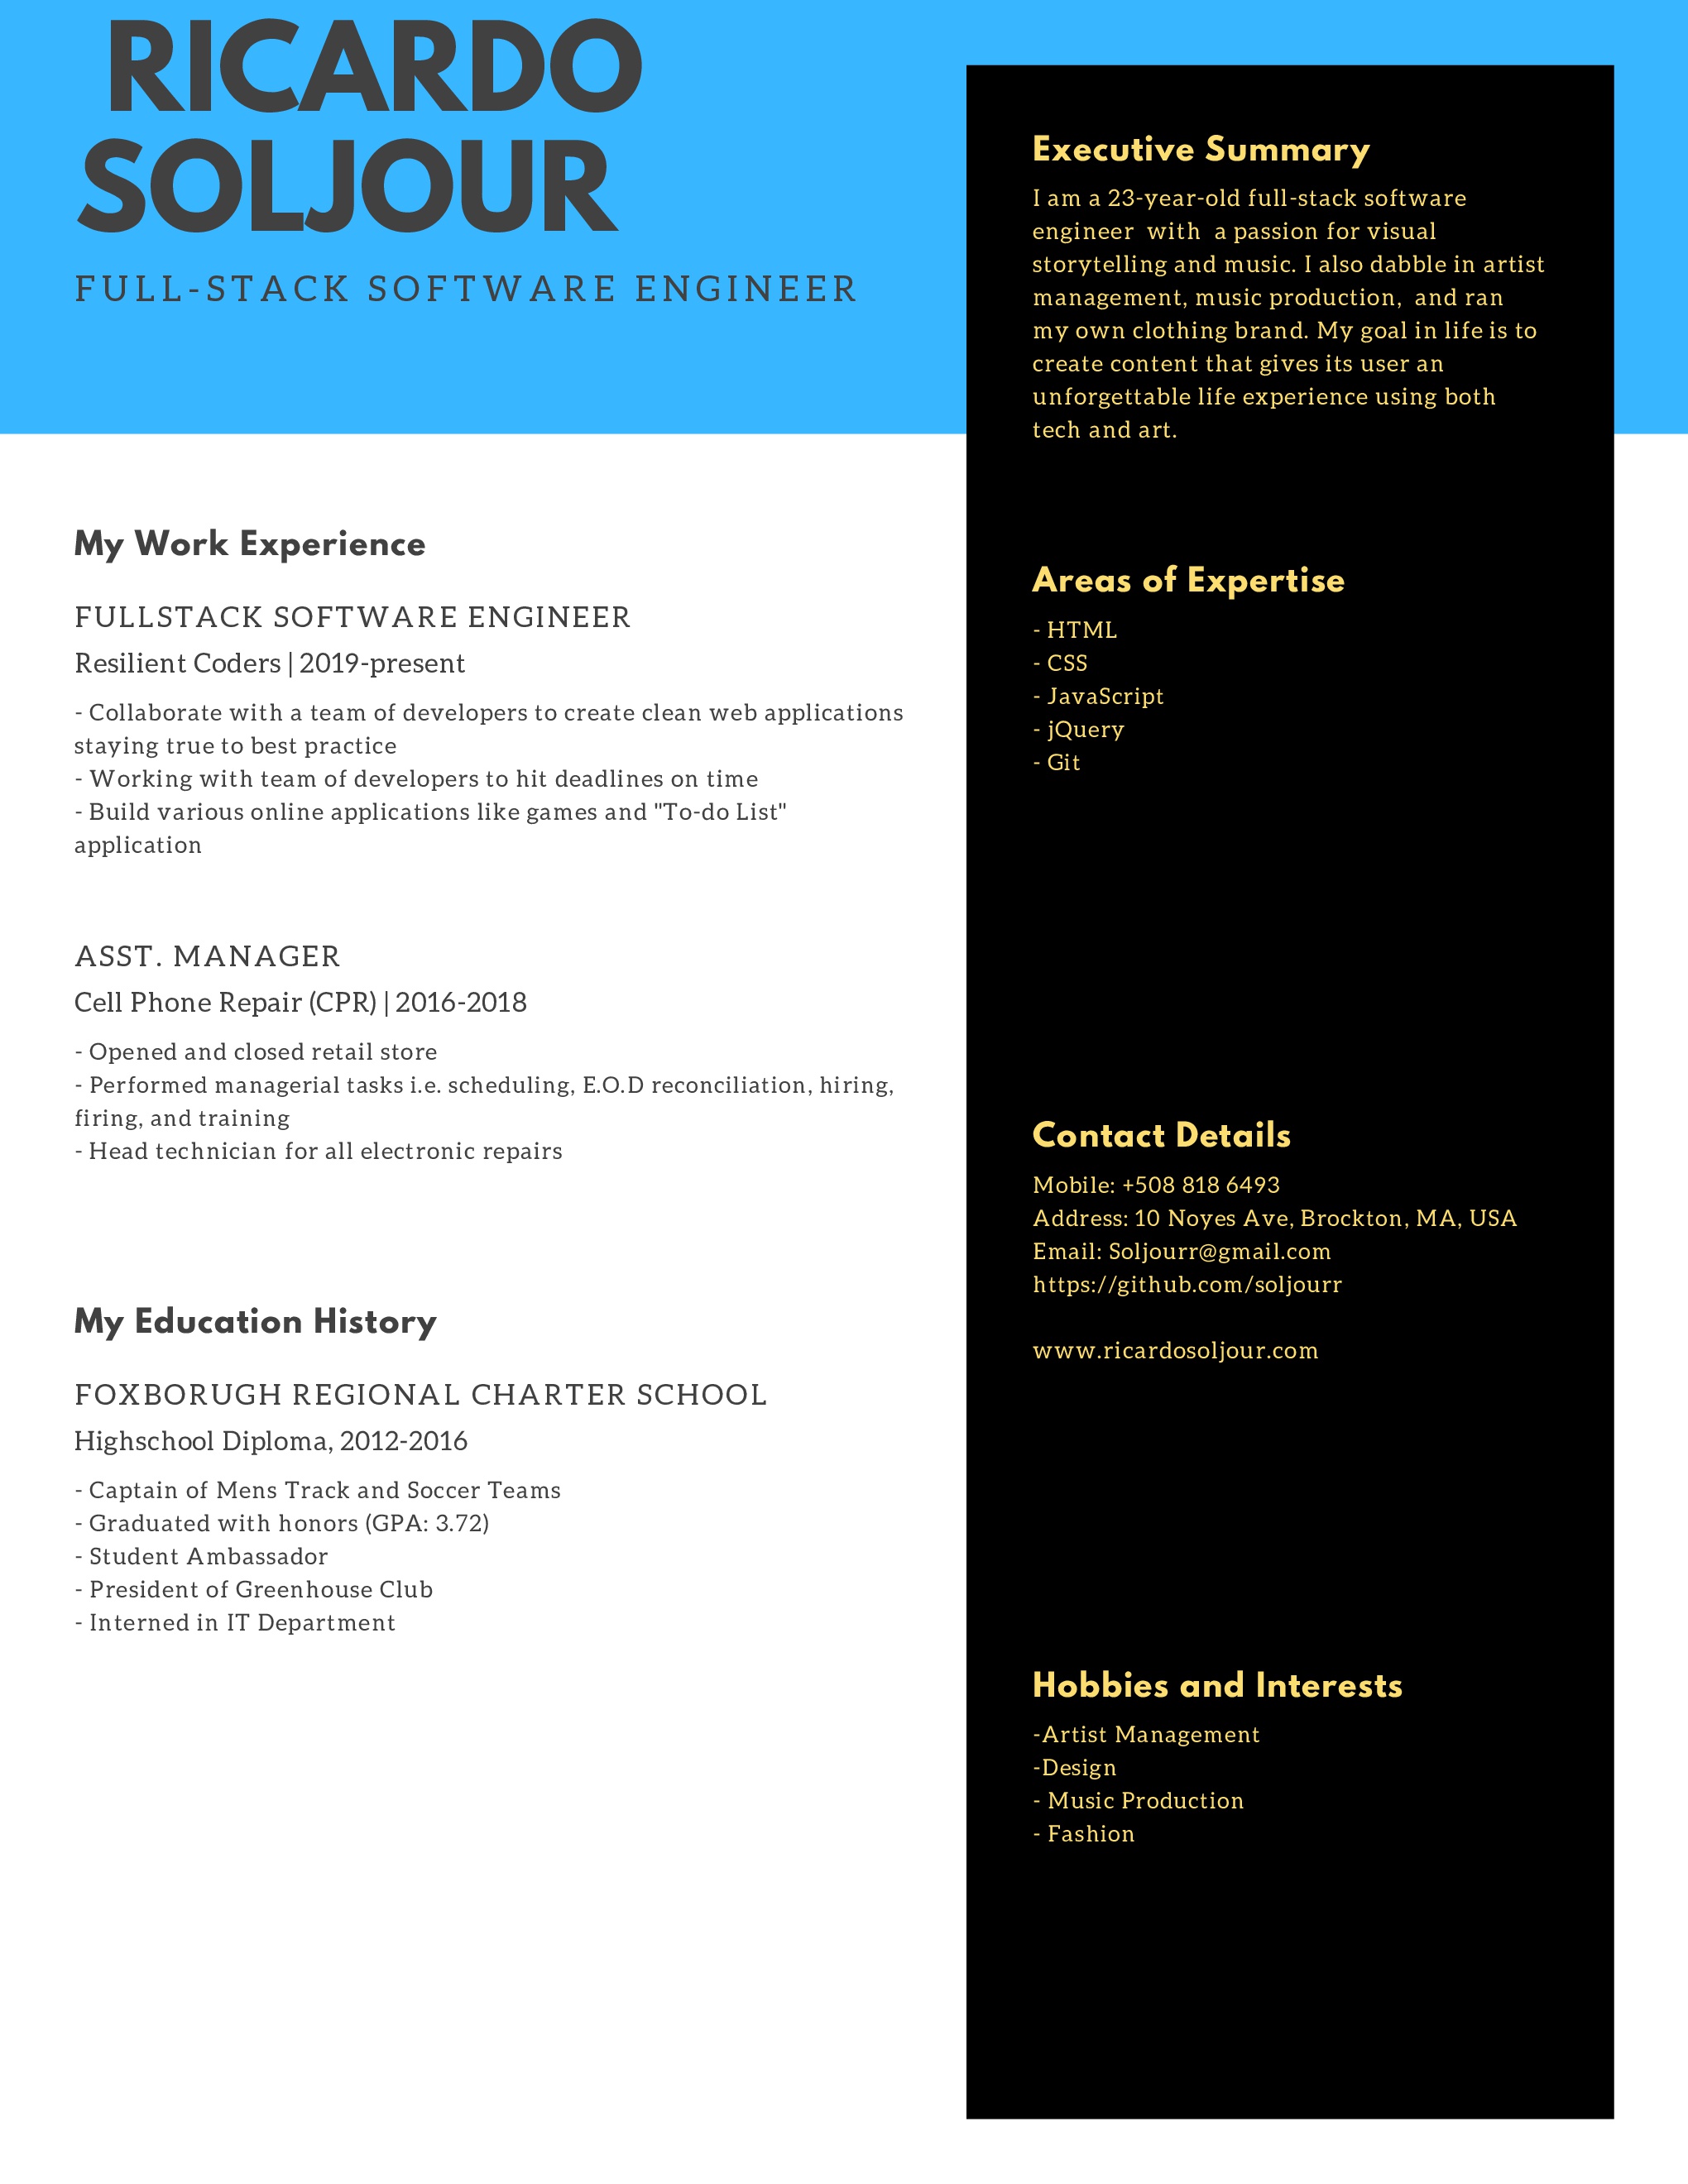 RICARDO
SOLJOUR
FULL-STACK SOFTWARE ENGINEER
My Work Experience
FULLSTACK SOFTWARE ENGINEER
Resilient Coders | 2019-present
- Collaborate with a team of developers to create clean web applications
staying true to best practice
- Working with team of developers to hit deadlines on time
- Build various online applications like games and "To-do List"
application
ASST. MANAGER
Cell Phone Repair (CPR) | 2016-2018
- Opened and closed retail store
- Performed managerial tasks i.e. scheduling, E.O.D reconciliation, hiring,
firing, and training
- Head technician for all electronic repairs
My Education History
FOXBORUGH REGIONAL CHARTER SCHOOL
Highschool Diploma, 2012-2016
- Captain of Mens Track and Soccer Teams
- Graduated with honors (GPA: 3.72)
- Student Ambassador
- President of Greenhouse Club
- Interned in IT Department
Executive Summary
I am a 23-year-old full-stack software
engineer  with  a passion for visual
storytelling and music. I also dabble in artist
management, music production,  and ran
my own clothing brand. My goal in life is to
create content that gives its user an
unforgettable life experience using both
tech and art.
Areas of Expertise
- HTML
- CSS
- JavaScript
- jQuery
- Git
Contact Details
Mobile: +508 818 6493
Address: 10 Noyes Ave, Brockton, MA, USA
Email: Soljourr@gmail.com
https://github.com/soljourr
www.ricardosoljour.com
Hobbies and Interests
-Artist Management
-Design
- Music Production
- Fashion